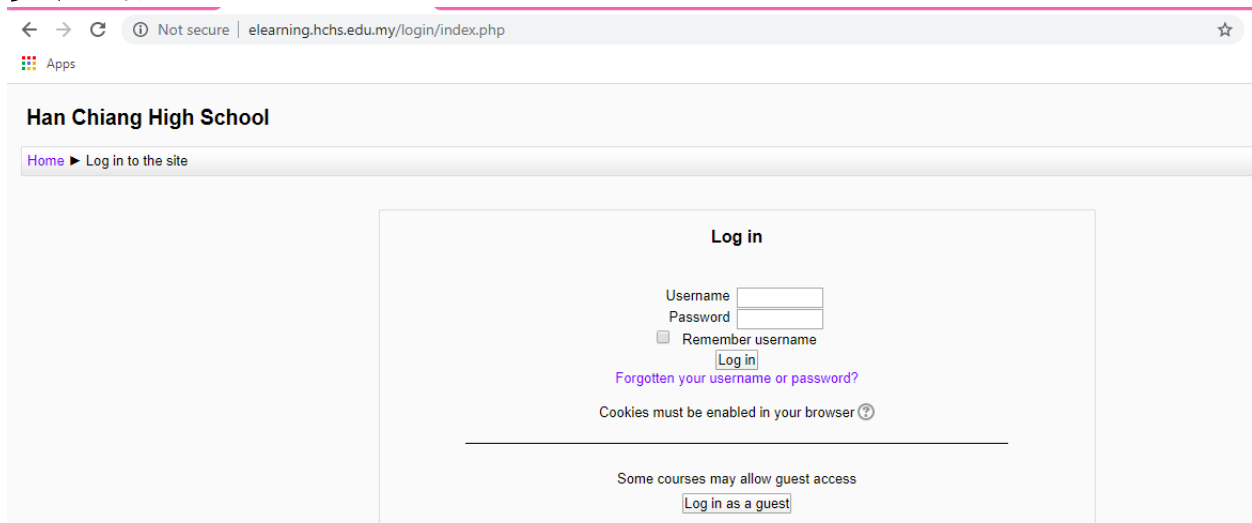 Not secure | elearning.hchs.edu.my/login/index.php
Apps
Han Chiang High School
Home ► Log in to the site
Log in
Username
Password
Remember username
Log in
Forgotten your username or password?
Cookies must be enabled in your browser
Some courses may allow guest access
Log in as a guest